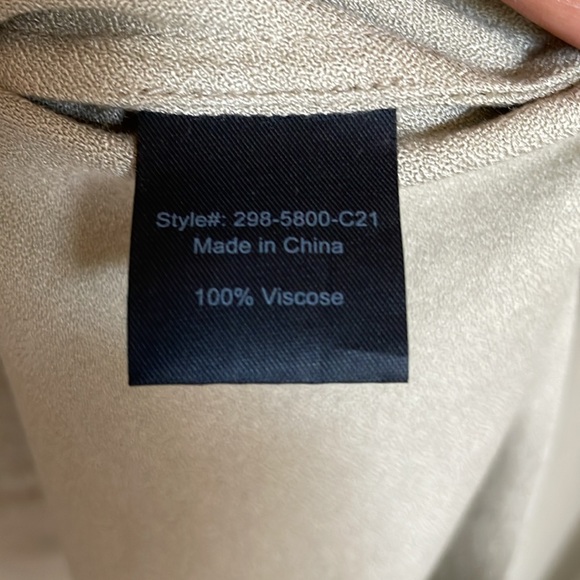 Style#: 298-5800-C21
Made in China
100% Viscose